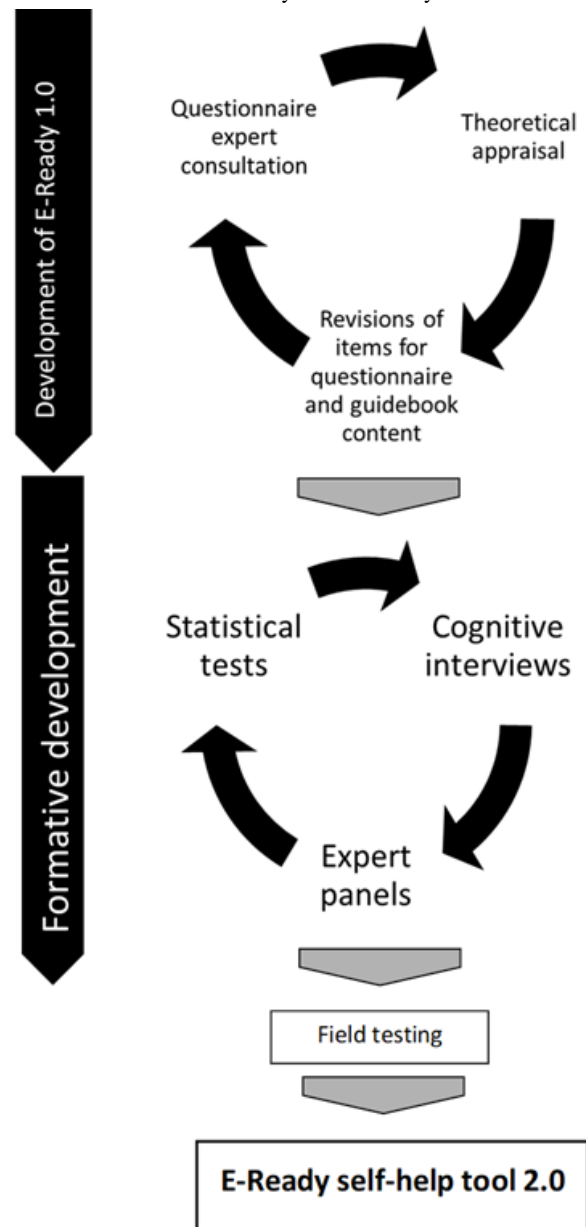 Development of E-Ready 1.0
Questionnaire
expert
consultation
Theoretical
appraisal
Revisions of
items for
questionnaire
and guidebook
content
Formative development
Statistical
tests
Cognitive
interviews
Expert
panels
Field testing
E-Ready self-help tool 2.0